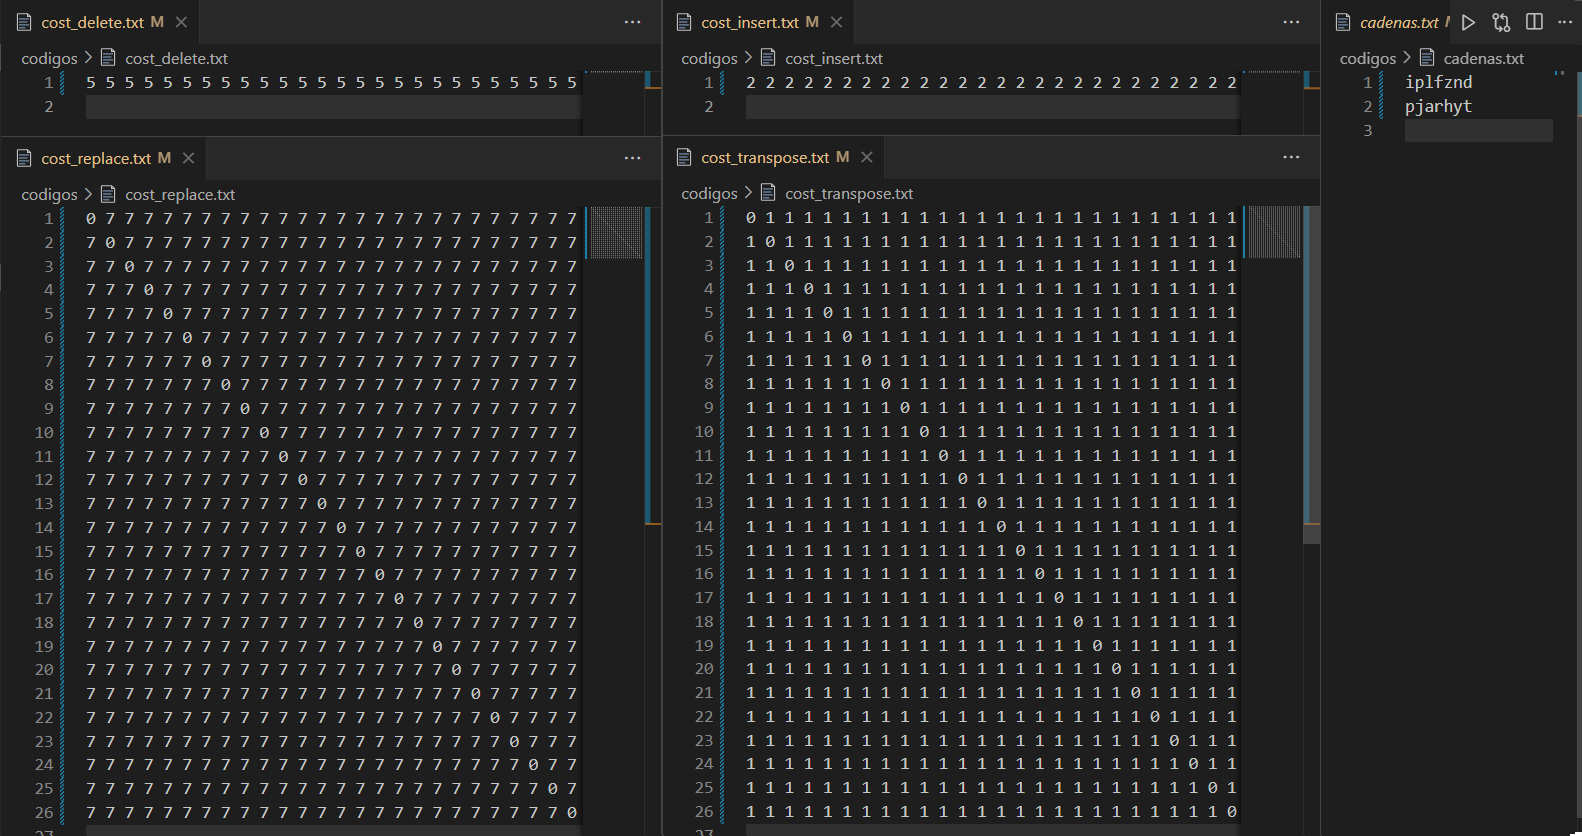 cost_delete.txt M
codigos > cost_delete.txt
1 5 5 5 5 5 5 5 5 5 5 5 5 5 5 5 5 5 5 5 5 5 5 5 5 5 5
2
cost_insert.txt M
codigos > cost_insert.txt
1 2 2 2 2 2 2 2 2 2 2 2 2 2 2 2 2 2 2 2 2 2 2 2 2 2 2
2
cadenas.txt
codigos > cadenas.txt
1 iplfznd
2 pjarhyt
3
cost_replace.txt M
codigos > cost_replace.txt
1 0 7 7 7 7 7 7 7 7 7 7 7 7 7 7 7 7 7 7 7 7 7 7 7 7 7
2 7 0 7 7 7 7 7 7 7 7 7 7 7 7 7 7 7 7 7 7 7 7 7 7 7 7
3 7 7 0 7 7 7 7 7 7 7 7 7 7 7 7 7 7 7 7 7 7 7 7 7 7 7
4 7 7 7 0 7 7 7 7 7 7 7 7 7 7 7 7 7 7 7 7 7 7 7 7 7 7
5 7 7 7 7 0 7 7 7 7 7 7 7 7 7 7 7 7 7 7 7 7 7 7 7 7 7
6 7 7 7 7 7 0 7 7 7 7 7 7 7 7 7 7 7 7 7 7 7 7 7 7 7 7
7 7 7 7 7 7 7 0 7 7 7 7 7 7 7 7 7 7 7 7 7 7 7 7 7 7 7
8 7 7 7 7 7 7 7 0 7 7 7 7 7 7 7 7 7 7 7 7 7 7 7 7 7 7
9 7 7 7 7 7 7 7 7 0 7 7 7 7 7 7 7 7 7 7 7 7 7 7 7 7 7
10 7 7 7 7 7 7 7 7 7 0 7 7 7 7 7 7 7 7 7 7 7 7 7 7 7 7
11 7 7 7 7 7 7 7 7 7 7 0 7 7 7 7 7 7 7 7 7 7 7 7 7 7 7
12 7 7 7 7 7 7 7 7 7 7 7 0 7 7 7 7 7 7 7 7 7 7 7 7 7 7
13 7 7 7 7 7 7 7 7 7 7 7 7 0 7 7 7 7 7 7 7 7 7 7 7 7 7
14 7 7 7 7 7 7 7 7 7 7 7 7 7 0 7 7 7 7 7 7 7 7 7 7 7 7
15 7 7 7 7 7 7 7 7 7 7 7 7 7 7 0 7 7 7 7 7 7 7 7 7 7 7
16 7 7 7 7 7 7 7 7 7 7 7 7 7 7 7 0 7 7 7 7 7 7 7 7 7 7
17 7 7 7 7 7 7 7 7 7 7 7 7 7 7 7 7 0 7 7 7 7 7 7 7 7 7
18 7 7 7 7 7 7 7 7 7 7 7 7 7 7 7 7 7 0 7 7 7 7 7 7 7 7
19 7 7 7 7 7 7 7 7 7 7 7 7 7 7 7 7 7 7 0 7 7 7 7 7 7 7
20 7 7 7 7 7 7 7 7 7 7 7 7 7 7 7 7 7 7 7 0 7 7 7 7 7 7
21 7 7 7 7 7 7 7 7 7 7 7 7 7 7 7 7 7 7 7 7 0 7 7 7 7 7
22 7 7 7 7 7 7 7 7 7 7 7 7 7 7 7 7 7 7 7 7 7 0 7 7 7 7
23 7 7 7 7 7 7 7 7 7 7 7 7 7 7 7 7 7 7 7 7 7 7 0 7 7 7
24 7 7 7 7 7 7 7 7 7 7 7 7 7 7 7 7 7 7 7 7 7 7 7 0 7 7
25 7 7 7 7 7 7 7 7 7 7 7 7 7 7 7 7 7 7 7 7 7 7 7 7 0 7
26 7 7 7 7 7 7 7 7 7 7 7 7 7 7 7 7 7 7 7 7 7 7 7 7 7 0
27
cost_transpose.txt M
codigos > cost_transpose.txt
1 0 1 1 1 1 1 1 1 1 1 1 1 1 1 1 1 1 1 1 1 1 1 1 1 1 1
2 1 0 1 1 1 1 1 1 1 1 1 1 1 1 1 1 1 1 1 1 1 1 1 1 1 1
3 1 1 0 1 1 1 1 1 1 1 1 1 1 1 1 1 1 1 1 1 1 1 1 1 1 1
4 1 1 1 0 1 1 1 1 1 1 1 1 1 1 1 1 1 1 1 1 1 1 1 1 1 1
5 1 1 1 1 0 1 1 1 1 1 1 1 1 1 1 1 1 1 1 1 1 1 1 1 1 1
6 1 1 1 1 1 0 1 1 1 1 1 1 1 1 1 1 1 1 1 1 1 1 1 1 1 1
7 1 1 1 1 1 1 0 1 1 1 1 1 1 1 1 1 1 1 1 1 1 1 1 1 1 1
8 1 1 1 1 1 1 1 0 1 1 1 1 1 1 1 1 1 1 1 1 1 1 1 1 1 1
9 1 1 1 1 1 1 1 1 0 1 1 1 1 1 1 1 1 1 1 1 1 1 1 1 1 1
10 1 1 1 1 1 1 1 1 1 0 1 1 1 1 1 1 1 1 1 1 1 1 1 1 1 1
11 1 1 1 1 1 1 1 1 1 1 0 1 1 1 1 1 1 1 1 1 1 1 1 1 1 1
12 1 1 1 1 1 1 1 1 1 1 1 0 1 1 1 1 1 1 1 1 1 1 1 1 1 1
13 1 1 1 1 1 1 1 1 1 1 1 1 0 1 1 1 1 1 1 1 1 1 1 1 1 1
14 1 1 1 1 1 1 1 1 1 1 1 1 1 0 1 1 1 1 1 1 1 1 1 1 1 1
15 1 1 1 1 1 1 1 1 1 1 1 1 1 1 0 1 1 1 1 1 1 1 1 1 1 1
16 1 1 1 1 1 1 1 1 1 1 1 1 1 1 1 0 1 1 1 1 1 1 1 1 1 1
17 1 1 1 1 1 1 1 1 1 1 1 1 1 1 1 1 0 1 1 1 1 1 1 1 1 1
18 1 1 1 1 1 1 1 1 1 1 1 1 1 1 1 1 1 0 1 1 1 1 1 1 1 1
19 1 1 1 1 1 1 1 1 1 1 1 1 1 1 1 1 1 1 0 1 1 1 1 1 1 1
20 1 1 1 1 1 1 1 1 1 1 1 1 1 1 1 1 1 1 1 0 1 1 1 1 1 1
21 1 1 1 1 1 1 1 1 1 1 1 1 1 1 1 1 1 1 1 1 0 1 1 1 1 1
22 1 1 1 1 1 1 1 1 1 1 1 1 1 1 1 1 1 1 1 1 1 0 1 1 1 1
23 1 1 1 1 1 1 1 1 1 1 1 1 1 1 1 1 1 1 1 1 1 1 0 1 1 1
24 1 1 1 1 1 1 1 1 1 1 1 1 1 1 1 1 1 1 1 1 1 1 1 0 1 1
25 1 1 1 1 1 1 1 1 1 1 1 1 1 1 1 1 1 1 1 1 1 1 1 1 0 1
26 1 1 1 1 1 1 1 1 1 1 1 1 1 1 1 1 1 1 1 1 1 1 1 1 1 0
27